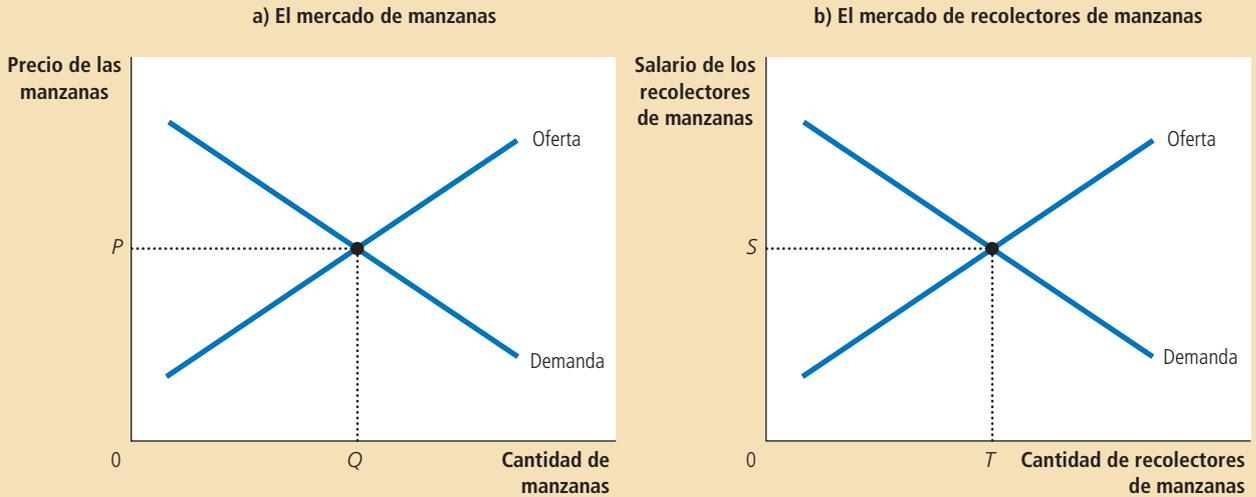 a) El mercado de manzanas
Precio de las
manzanas
Oferta
P
Demanda
0
Q
Cantidad de
manzanas
b) El mercado de recolectores de manzanas
Salario de los
recolectores
de manzanas
Oferta
S
Demanda
0
T
Cantidad de recolectores
de manzanas